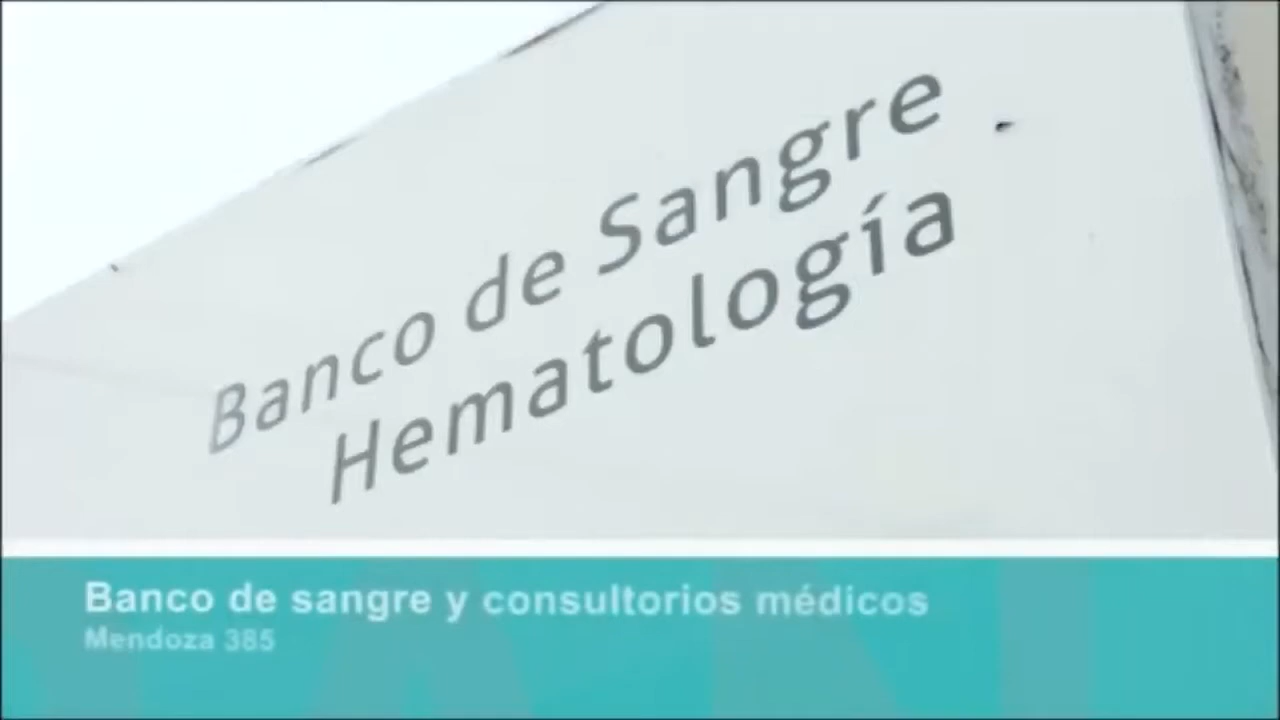 Banco de Sangre
Hematología
Banco de sangre y consultorios médicos
Mendoza 385